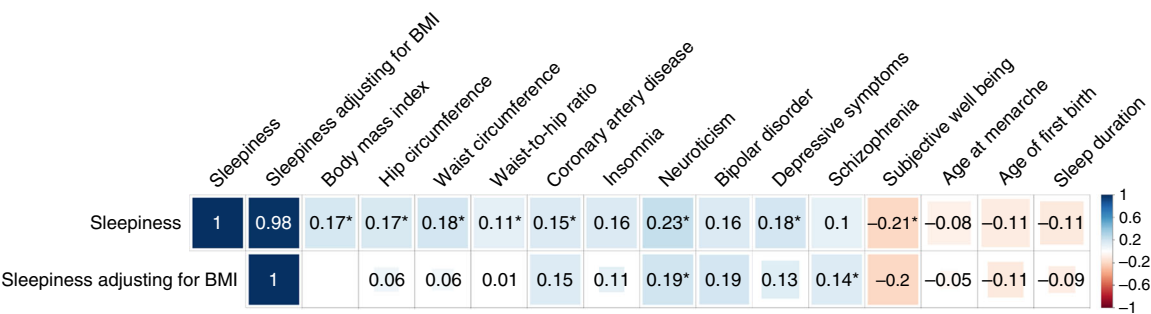 Sleepiness
Sleepiness adjusting for BMI
Body mass index
Hip circumference
Waist circumference
Waist-to-hip ratio
Coronary artery disease
Insomnia
Neuroticism
Bipolar disorder
Depressive symptoms
Schizophrenia
Subjective well being
Age at menarche
Age of first birth
Sleep duration
Sleepiness 1 0.98 0.17* 0.17* 0.18* 0.11* 0.15* 0.16 0.23* 0.16 0.18* 0.1 −0.21* −0.08 −0.11 −0.11
Sleepiness adjusting for BMI 1 0.06 0.06 0.01 0.15 0.11 0.19* 0.19 0.13 0.14* −0.2 −0.05 −0.11 −0.09
1
0.6
0.2
−0.2
−0.6
−1